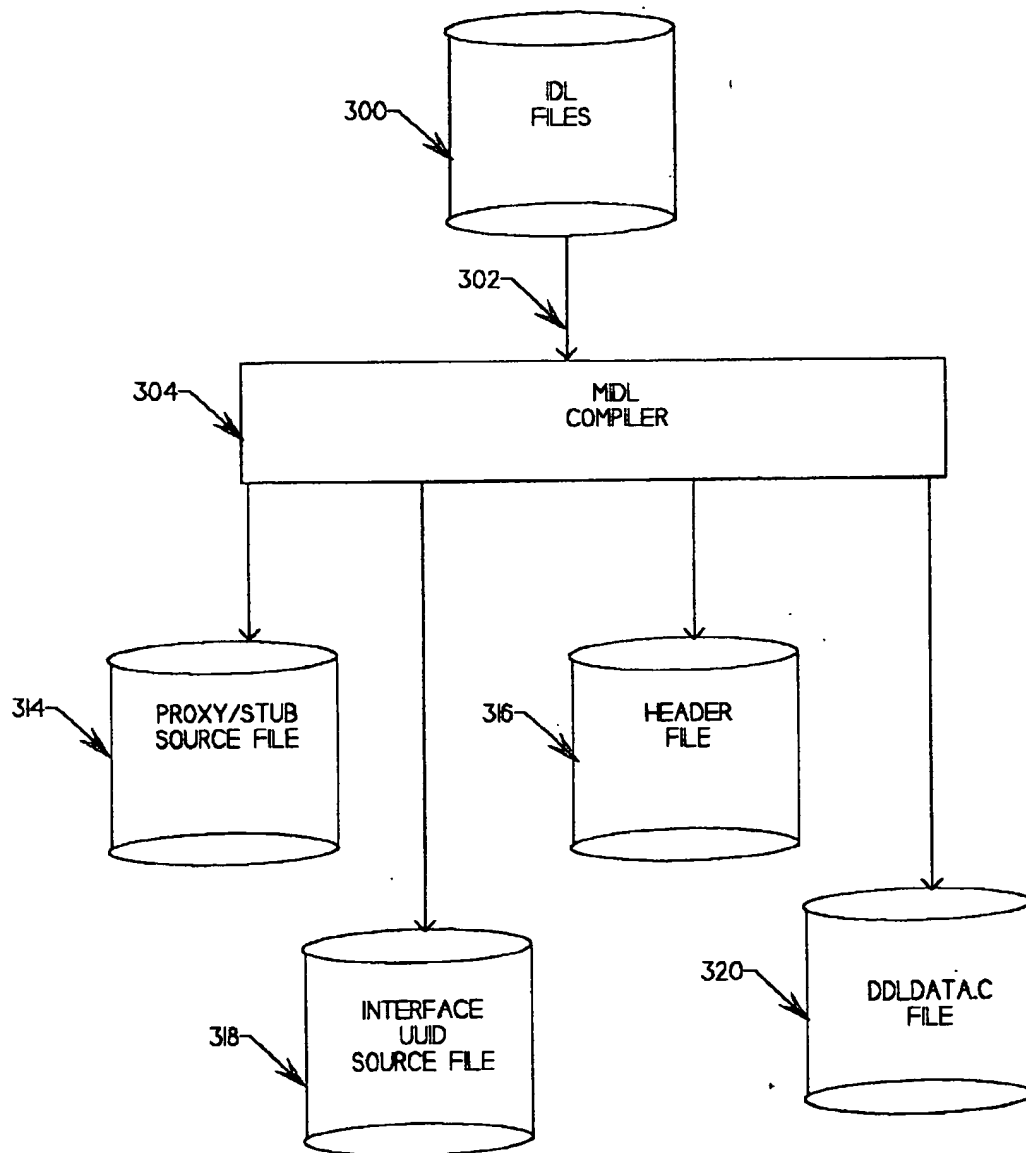 IDL
FILES
300
302
304
MIDL
COMPILER
314
PROXY/STUB
SOURCE FILE
316
HEADER
FILE
318
INTERFACE
UUID
SOURCE FILE
320
DDLDATA.C
FILE